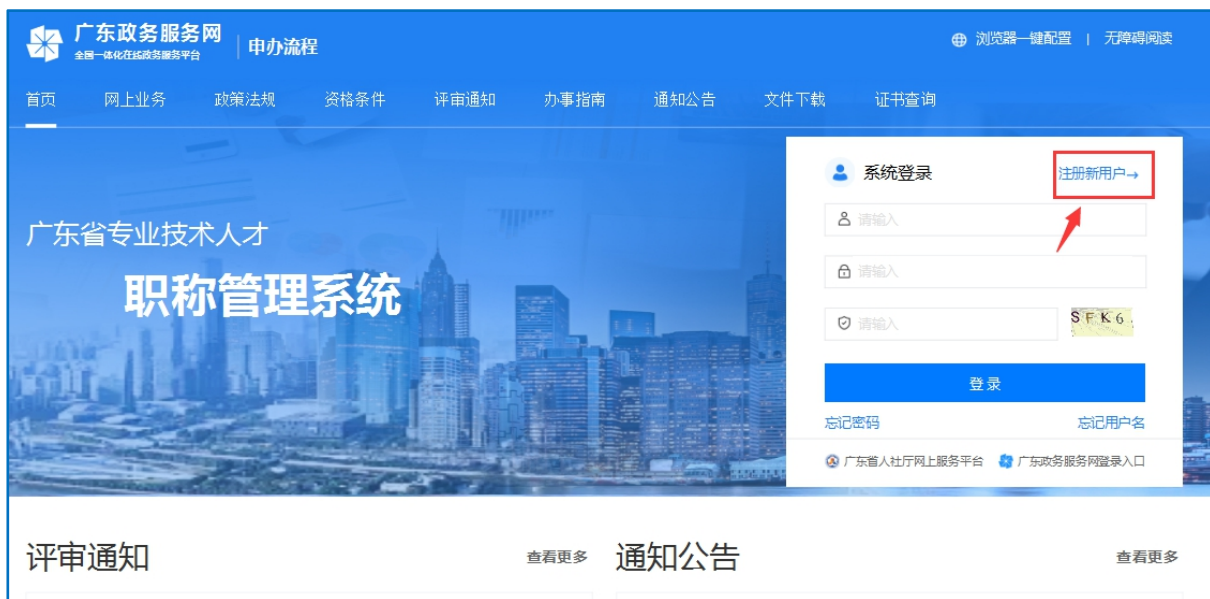 广东政务服务网
全国一体化在线政务服务平台
申办流程
浏览器一键配置 | 无障碍阅读
首页 网上业务 政策法规 资格条件 评审通知 办事指南 通知公告 文件下载 证书查询
系统登录
注册新用户→
请输入
广东省专业技术人才
职称管理系统
请输入
请输入
SFK6
登录
忘记密码 忘记用户名
广东省人社厅网上服务平台 广东政务服务网登录入口
评审通知 查看更多 通知公告 查看更多